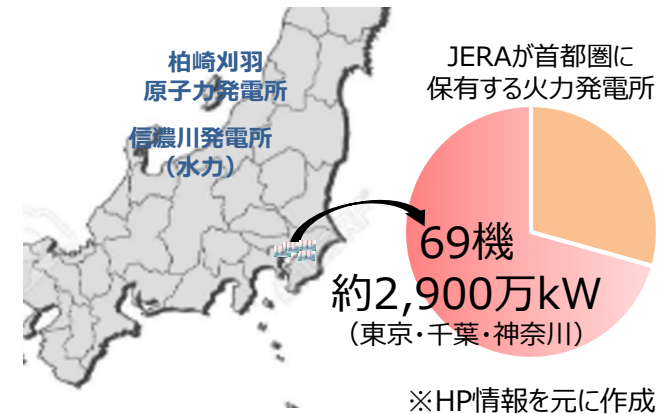 柏崎刈羽
原子力発電所
信濃川発電所
（水力）
JERAが首都圏に
保有する火力発電所
69機
約2,900万kW
（東京・千葉・神奈川）
※HP情報を元に作成